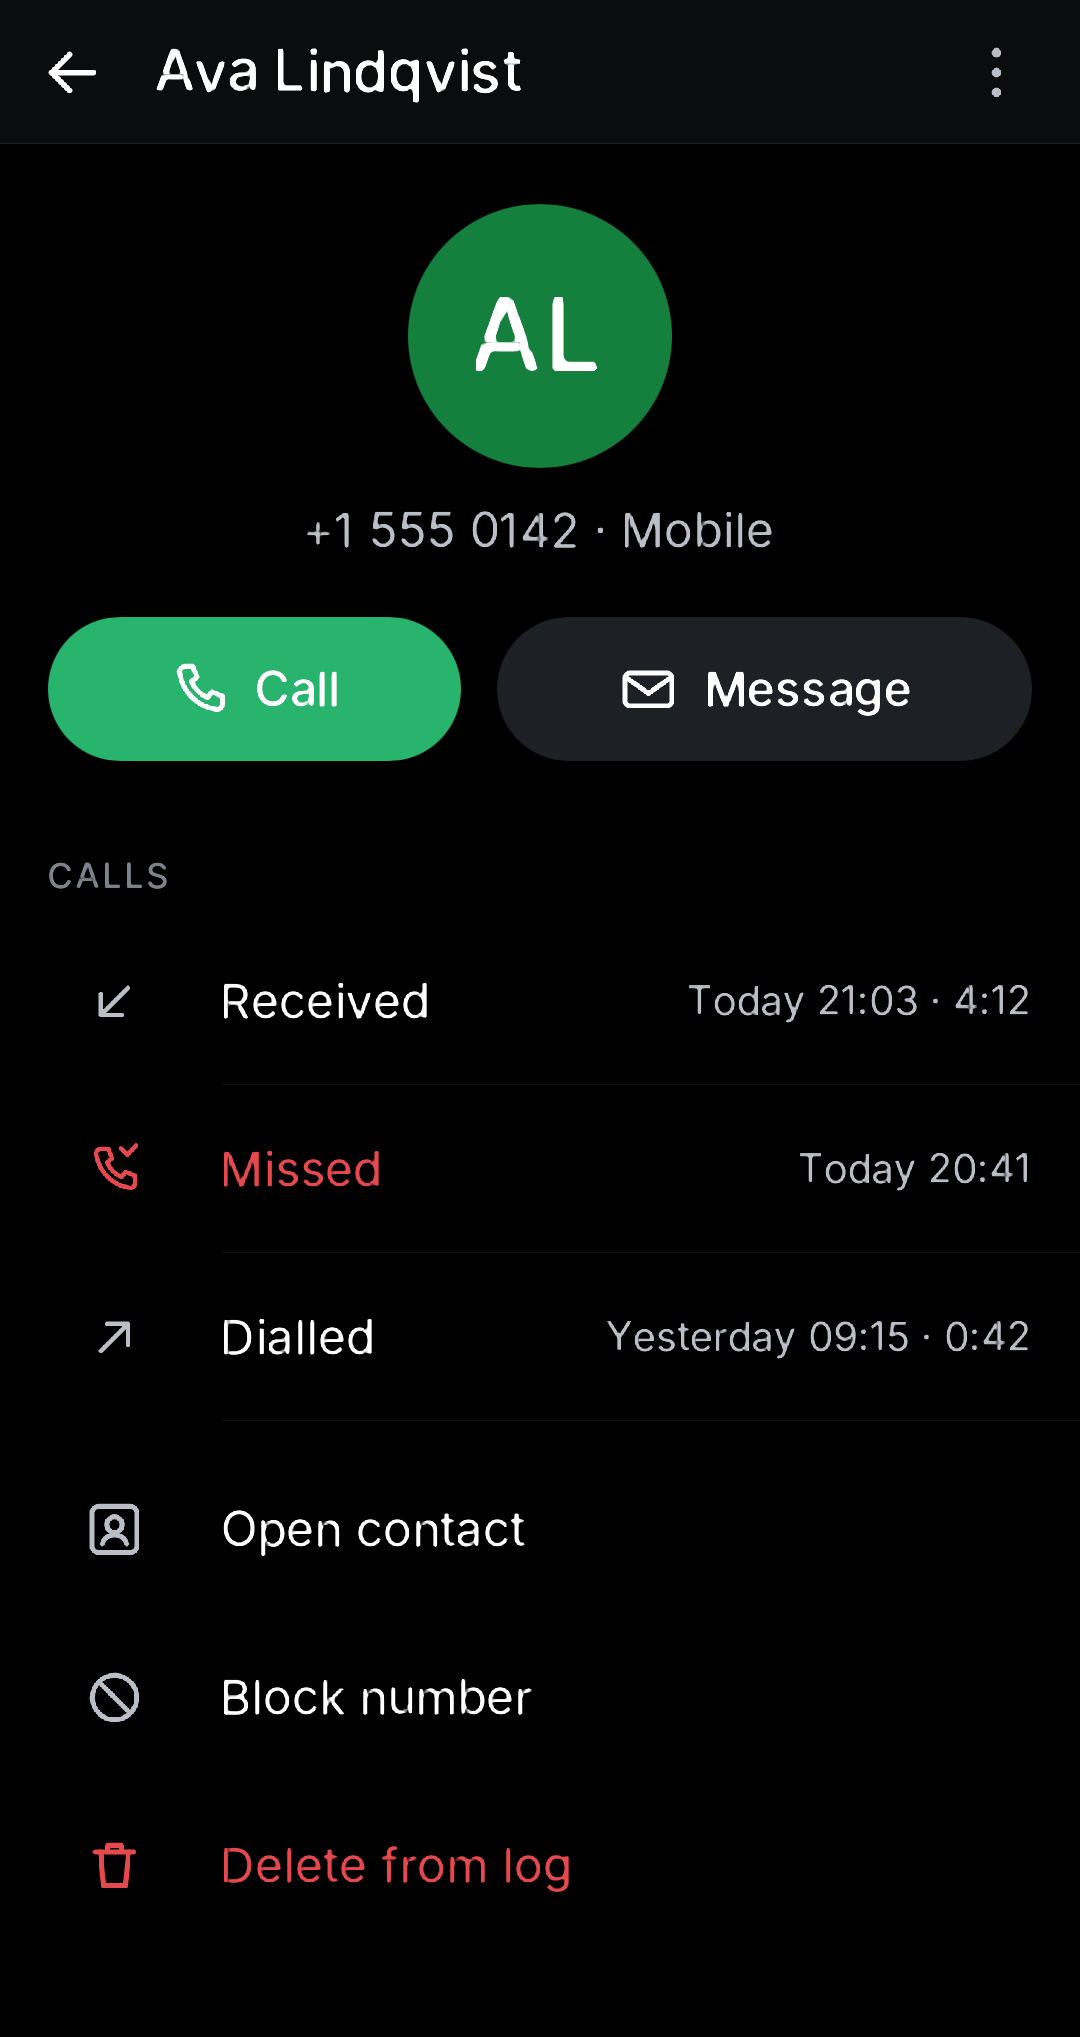 Ava Lindqvist
AL
+1 555 0142 · Mobile
Call
Message
CALLS
Received Today 21:03 · 4:12
Missed Today 20:41
Dialled Yesterday 09:15 · 0:42
Open contact
Block number
Delete from log